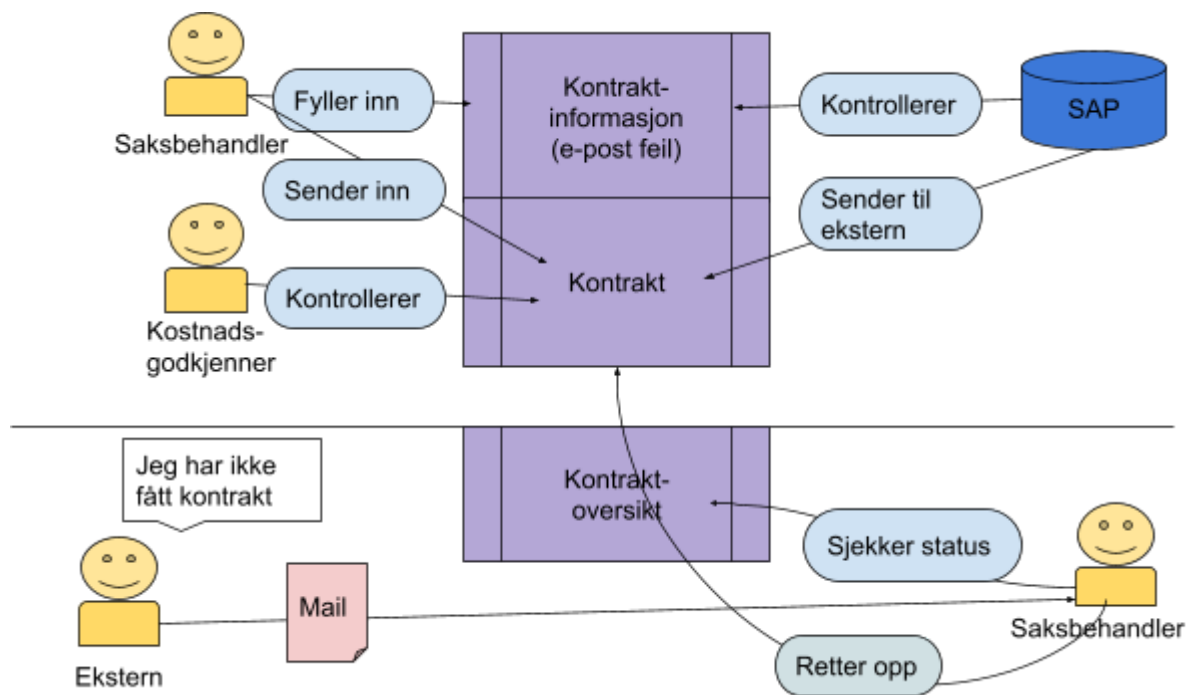 Saksbehandler
Fyller inn
Kontrakt-
informasjon
(e-post feil)
Kontrollerer
SAP
Sender inn
Sender til
ekstern
Kostnads-
godkjenner
Kontrollerer
Kontrakt
Jeg har ikke
fått kontrakt
Kontrakt-
oversikt
Sjekker status
Ekstern
Mail
Saksbehandler
Retter opp